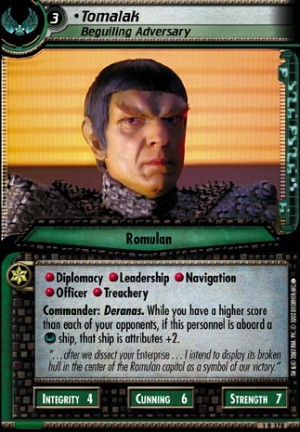 3
•Tomalak
Beguiling Adversary
Romulan
Diplomacy Leadership Navigation
Officer Treachery
Commander: Deranas. While you have a higher score
than each of your opponents, if this personnel is aboard a
ship, that ship is attributes +2.
"…after we dissect your Enterprise … I intend to display its broken
hull in the center of the Romulan capitol as a symbol of our victory."
INTEGRITY 4 CUNNING 6 STRENGTH 7